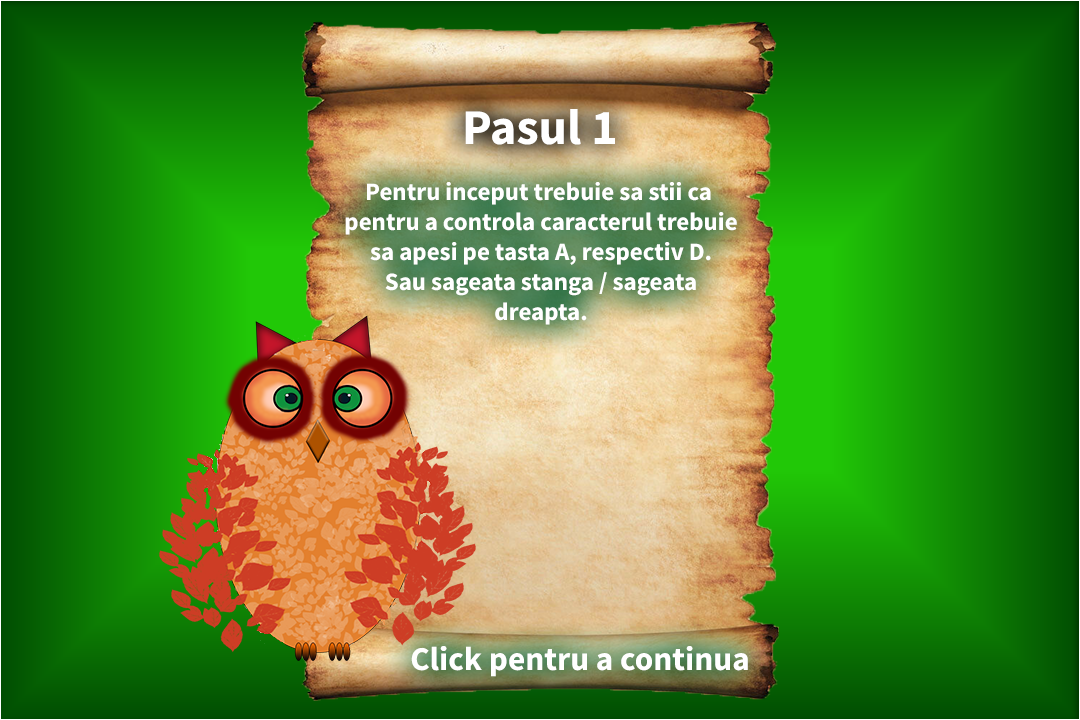 Pasul 1
Pentru inceput trebuie sa stii ca
pentru a controla caracterul trebuie
sa apesi pe tasta A, respectiv D.
Sau sageata stanga / sageata
dreapta.
Click pentru a continua